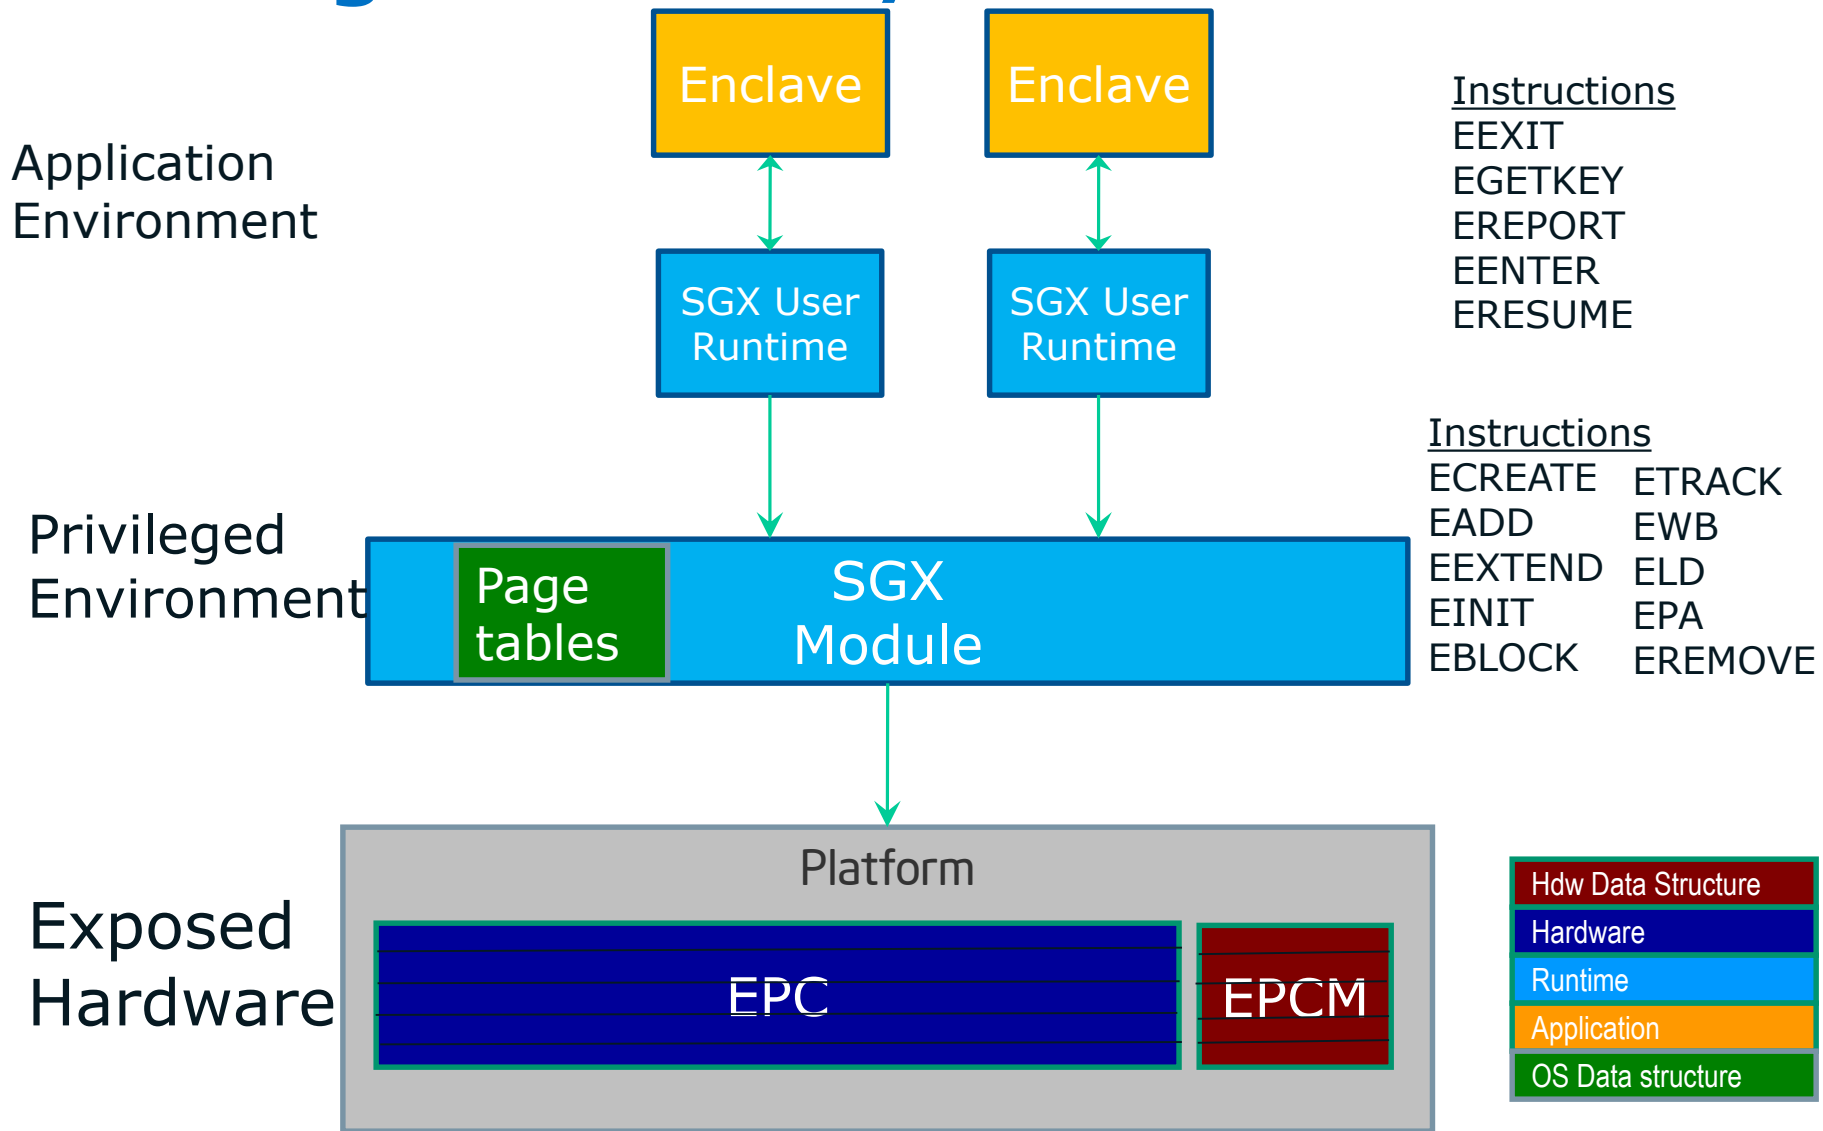 Enclave
Enclave
Instructions
EEXIT
EGETKEY
EREPORT
EENTER
ERESUME
Application
Environment
SGX User
Runtime
SGX User
Runtime
Instructions
ECREATE
EADD
EEXTEND
EINIT
EBLOCK
ETRACK
EWB
ELD
EPA
EREMOVE
Privileged
Environment
Page
tables
SGX
Module
Platform
Exposed
Hardware
EPC
EPCM
Hdw Data Structure
Hardware
Runtime
Application
OS Data structure